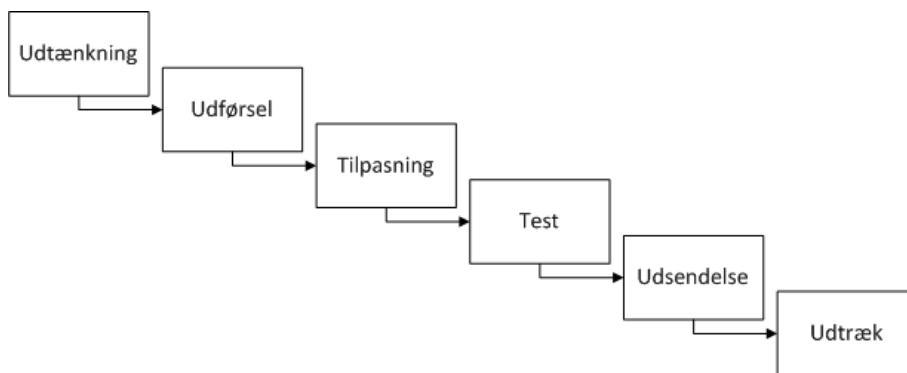 Udtænkning
Udførsel
Tilpasning
Test
Udsendelse
Udtræk